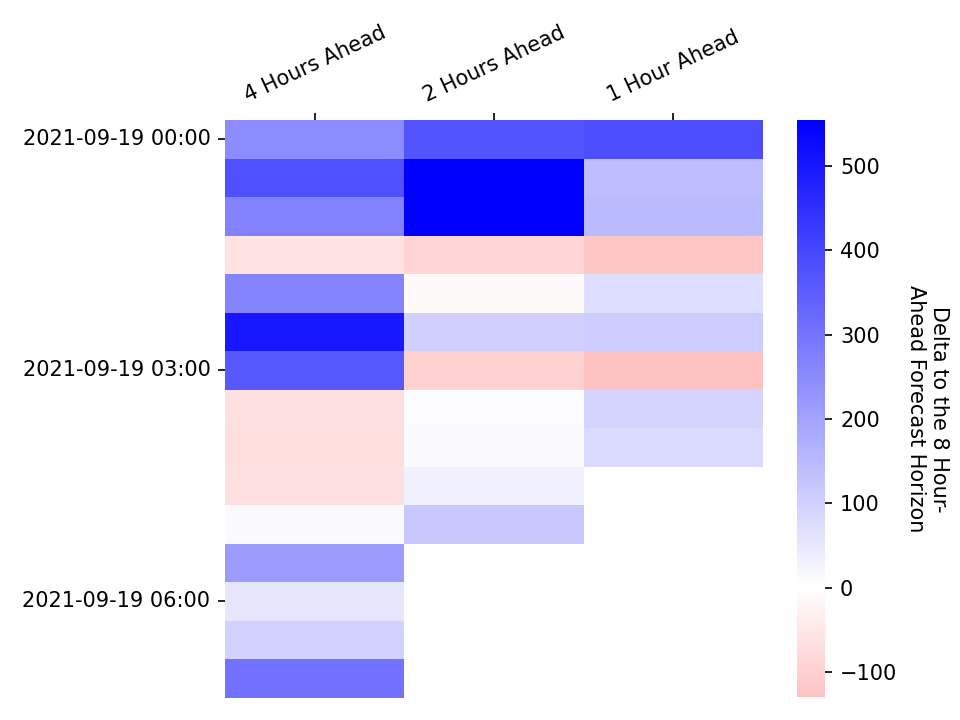 4 Hours Ahead
2 Hours Ahead
1 Hour Ahead
2021-09-19 00:00
2021-09-19 03:00
2021-09-19 06:00
500
400
300
200
100
0
−100
Delta to the 8 Hour-
Ahead Forecast Horizon